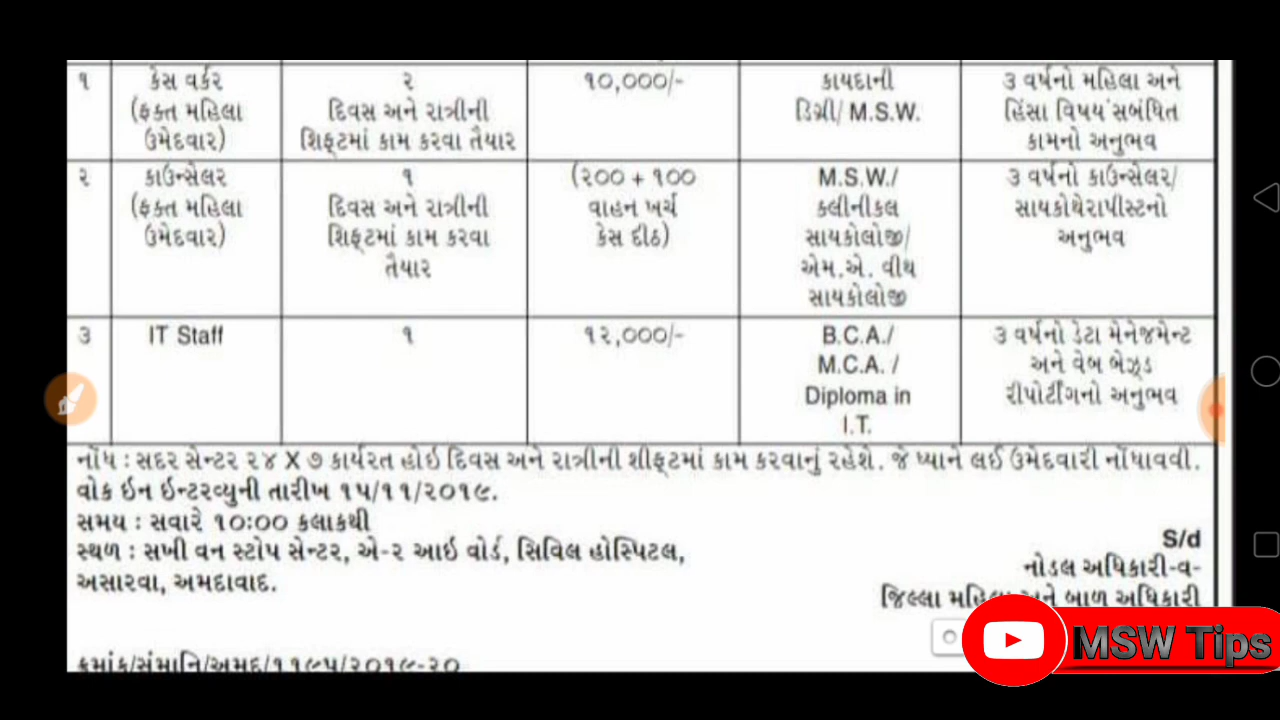 ૧ કેસ વર્કર ૨ ૧૦,૦૦૦/- કાયદાની ૩ વર્ષનો મહિલા અને
(ફક્ત મહિલા દિવસ અને રાત્રીની ડિગ્રી/ M.S.W. હિંસા વિષય સબંધિત
ઉમેદવાર) શિફ્ટમાં કામ કરવા તૈયાર કામનો અનુભવ
૨ કાઉન્સેલર ૧ (૨૦૦ + ૧૦૦ M.S.W./ ૩ વર્ષનો કાઉન્સેલર/
(ફક્ત મહિલા દિવસ અને રાત્રીની વાહન ખર્ચ ક્લીનીકલ સાયકોથેરાપીસ્ટનો
ઉમેદવાર) શિફ્ટમાં કામ કરવા કેસ દીઠ) સાયકોલોજી/ અનુભવ
તૈયાર એમ.એ. વીથ
સાયકોલોજી
૩ IT Staff ૧ ૧૨,૦૦૦/- B.C.A./ ૩ વર્ષનો ડેટા મેનેજમેન્ટ
M.C.A. / અને વેબ બેઝ્ડ
Diploma in રીપોર્ટીંગનો અનુભવ
I.T.
નોંધ : સદર સેન્ટર ૨૪ X ૭ કાર્યરત હોઇ દિવસ અને રાત્રીની શીફ્ટમાં કામ કરવાનું રહેશે. જે ધ્યાને લઈ ઉમેદવારી નોંધાવવી.
વોક ઇન ઇન્ટરવ્યુની તારીખ ૧૫/૧૧/૨૦૧૯.
સમય : સવારે ૧૦:૦૦ કલાકથી
સ્થળ : સખી વન સ્ટોપ સેન્ટર, એ-૨ આઇ વોર્ડ, સિવિલ હોસ્પિટલ,
અસારવા, અમદાવાદ.
S/d
નોડલ અધિકારી-વ-
જિલ્લા મહિલા અને બાળ અધિકારી
ક્રમાંક/સંમાનિ/અમદ/૧૧૯૫/૨૦૧૯-૨૦
MSW Tips